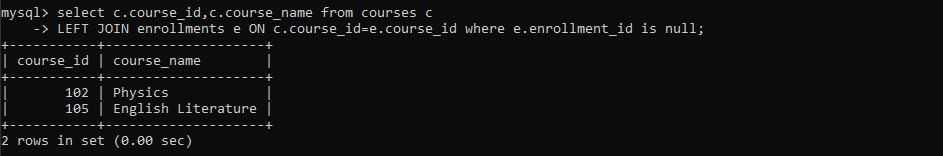 mysql> select c.course_id,c.course_name from courses c
    -> LEFT JOIN enrollments e ON c.course_id=e.course_id where e.enrollment_id is null;
+-----------+--------------------+
| course_id | course_name        |
+-----------+--------------------+
|       102 | Physics            |
|       105 | English Literature |
+-----------+--------------------+
2 rows in set (0.00 sec)